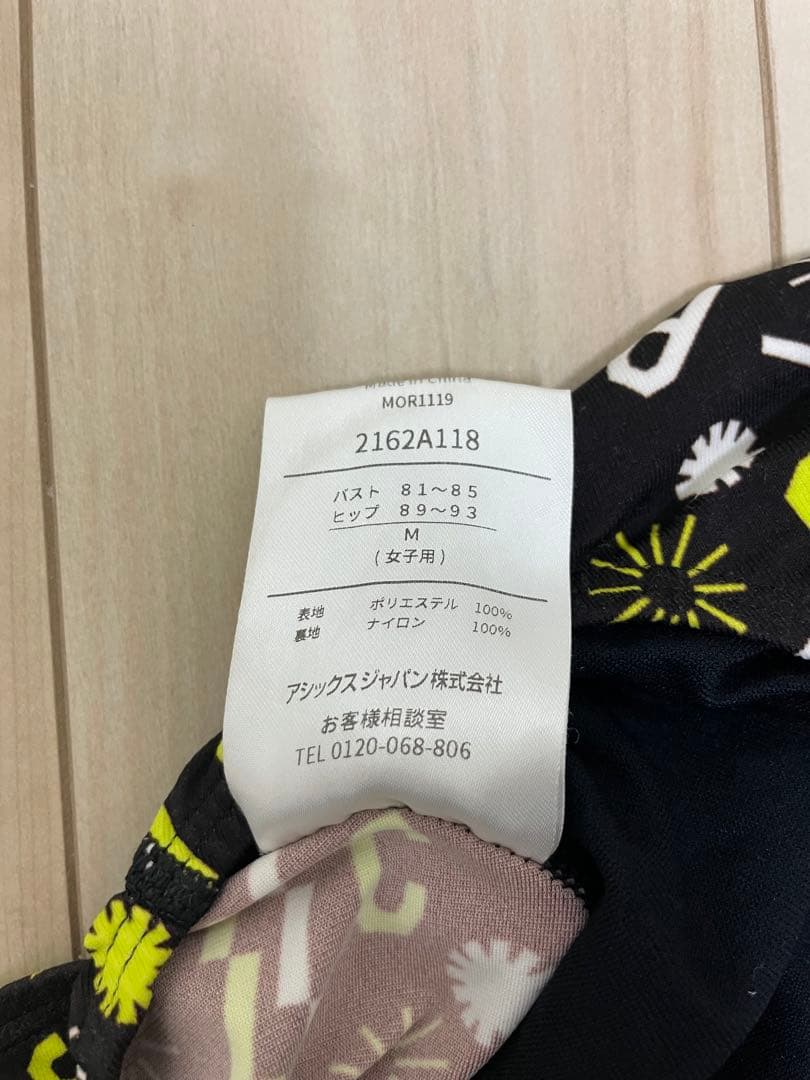 Made in China
MOR1119
2162A118
バスト 81〜85
ヒップ 89〜93
M
(女子用)
表地 ポリエステル 100%
裏地 ナイロン 100%
アシックスジャパン株式会社
お客様相談室
TEL 0120-068-806